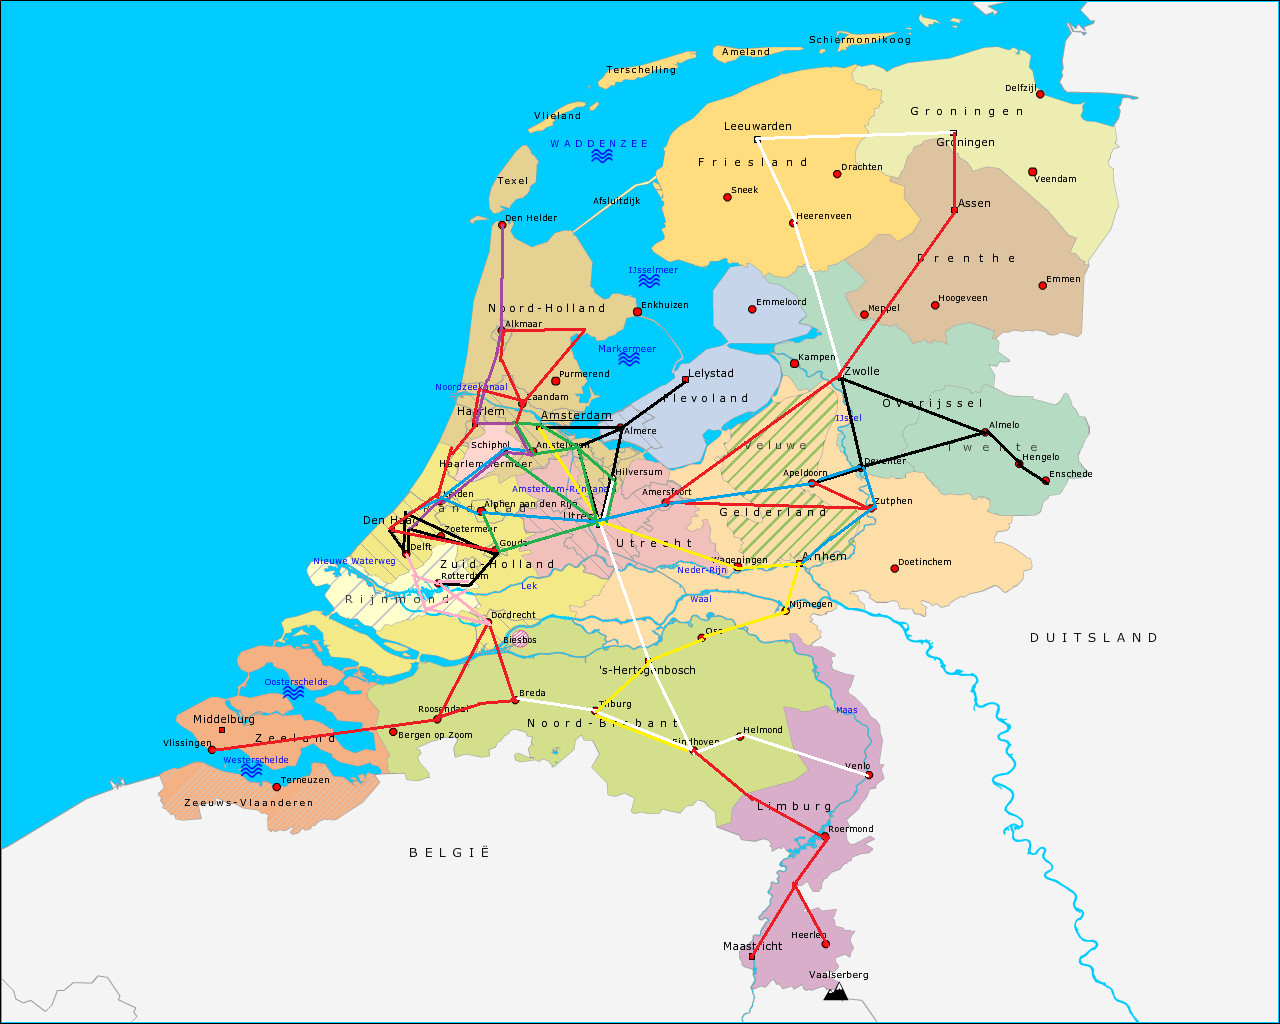 Schiermonnikoog
Ameland
Terschelling
Delfzijl
Groningen
Vlieland
Leeuwarden
WADDENZEE
Groningen
Friesland
Drachten
Veendam
Texel
Sneek
Afsluitdijk
Assen
Den Helder
Heerenveen
Drenthe
IJsselmeer
Emmen
Emmeloord
Hoogeveen
Enkhuizen
Noord-Holland
Meppel
Alkmaar
Markermeer
Kampen
Zwolle
Purmerend
Lelystad
Noordzeekanaal
Zaandam
Flevoland
Overijssel
Haarlem
Amsterdam
IJssel
Almere
Almelo
Schiphol
Amstelveen
Veluwe
Twente
Haarlemmermeer
Hengelo
Deventer
Hilversum
Apeldoorn
Enschede
Amsterdam-Rijnkanaal
Leiden
Amersfoort
Zutphen
Alphen aan den Rijn
Randstad
Gelderland
Den Haag
Utrecht
Zoetermeer
Gouda
Utrecht
Delft
Nieuwe Waterweg
Zuid-Holland
Wageningen
Arnhem
Doetinchem
Neder-Rijn
Rotterdam
Lek
Rijnmond
Waal
Nijmegen
Dordrecht
Oss
Biesbos
DUITSLAND
's-Hertogenbosch
Oosterschelde
Breda
Tilburg
Roosendaal
Maas
Middelburg
Noord-Brabant
Helmond
Vlissingen
Zeeland
Bergen op Zoom
Eindhoven
Westerschelde
Venlo
Terneuzen
Zeeuws-Vlaanderen
Limburg
Roermond
BELGIË
Heerlen
Maastricht
Vaalserberg